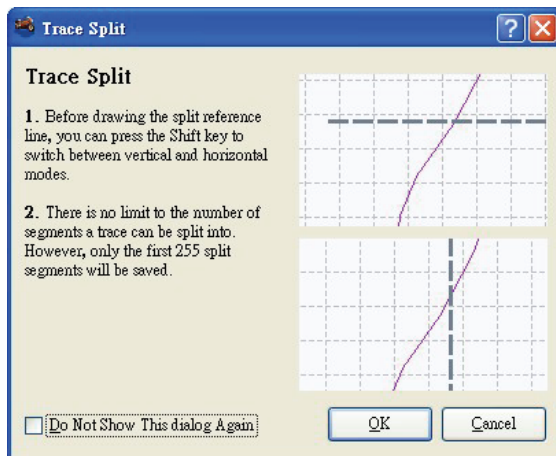 Trace Split
Trace Split
1. Before drawing the split reference
line, you can press the Shift key to
switch between vertical and horizontal
modes.
2. There is no limit to the number of
segments a trace can be split into.
However, only the first 255 split
segments will be saved.
Do Not Show This dialog Again
OK
Cancel